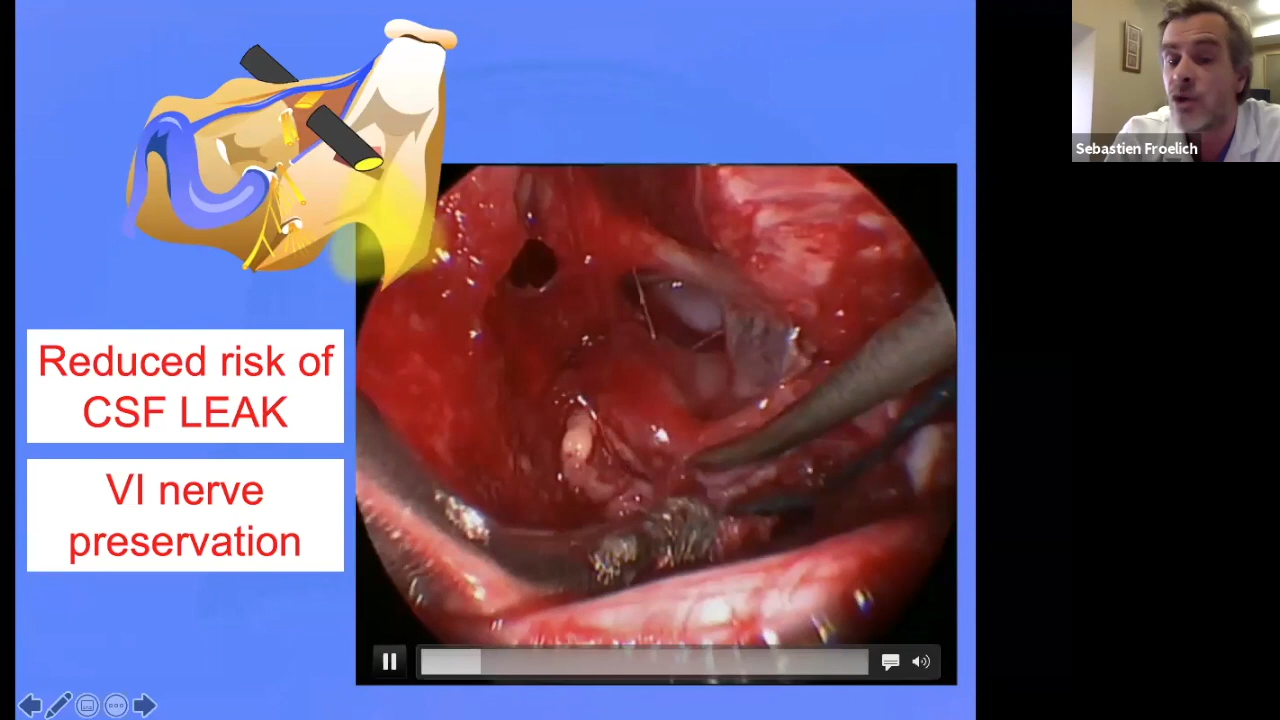 Sebastien Froelich
Reduced risk of
CSF LEAK
VI nerve
preservation